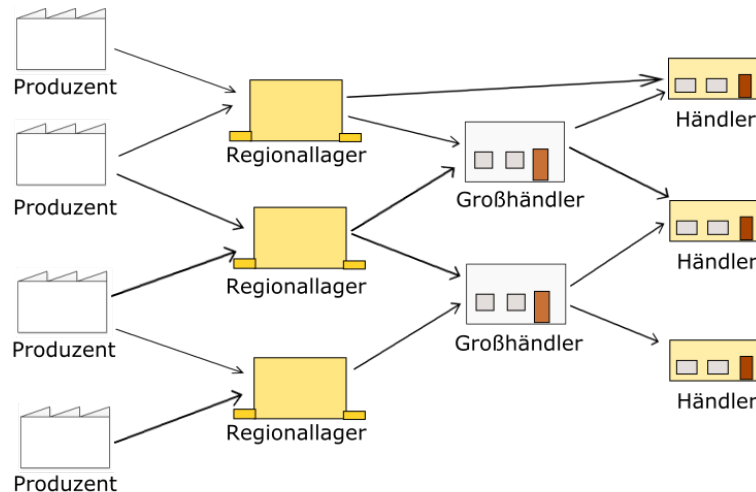 Produzent
Produzent
Produzent
Produzent
Regionallager
Regionallager
Regionallager
Großhändler
Großhändler
Händler
Händler
Händler